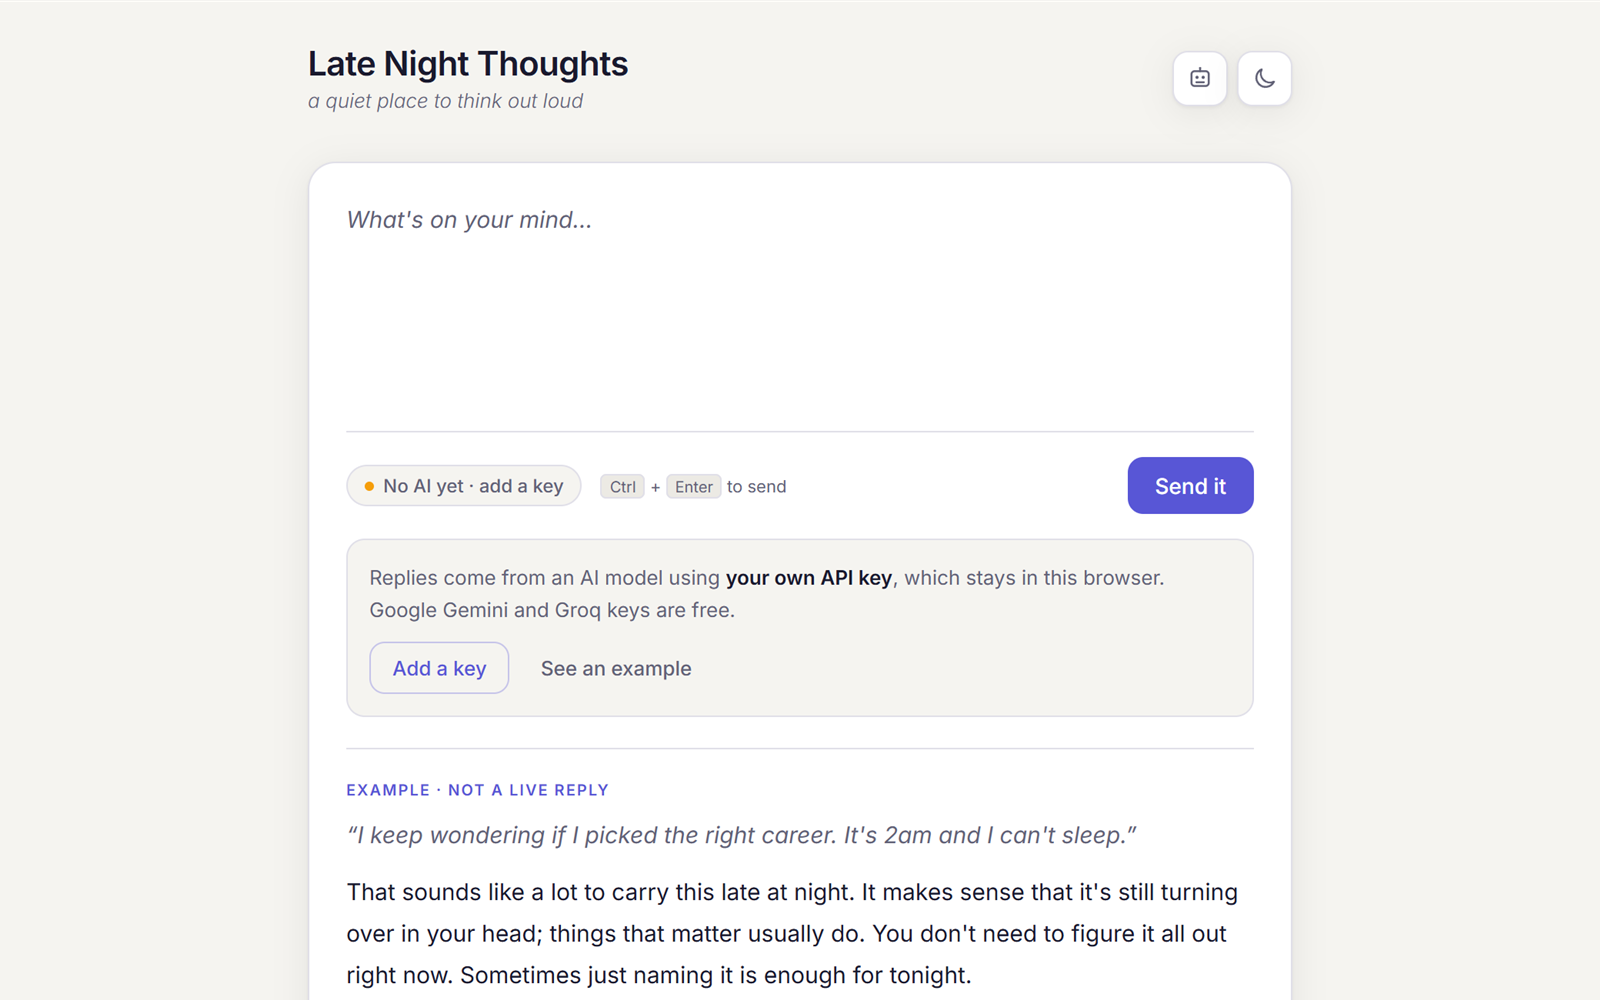 Late Night Thoughts
a quiet place to think out loud
What's on your mind...
No AI yet · add a key
Ctrl + Enter to send
Send it
Replies come from an AI model using your own API key, which stays in this browser.
Google Gemini and Groq keys are free.
Add a key
See an example
EXAMPLE · NOT A LIVE REPLY
“I keep wondering if I picked the right career. It's 2am and I can't sleep.”
That sounds like a lot to carry this late at night. It makes sense that it's still turning
over in your head; things that matter usually do. You don't need to figure it all out
right now. Sometimes just naming it is enough for tonight.